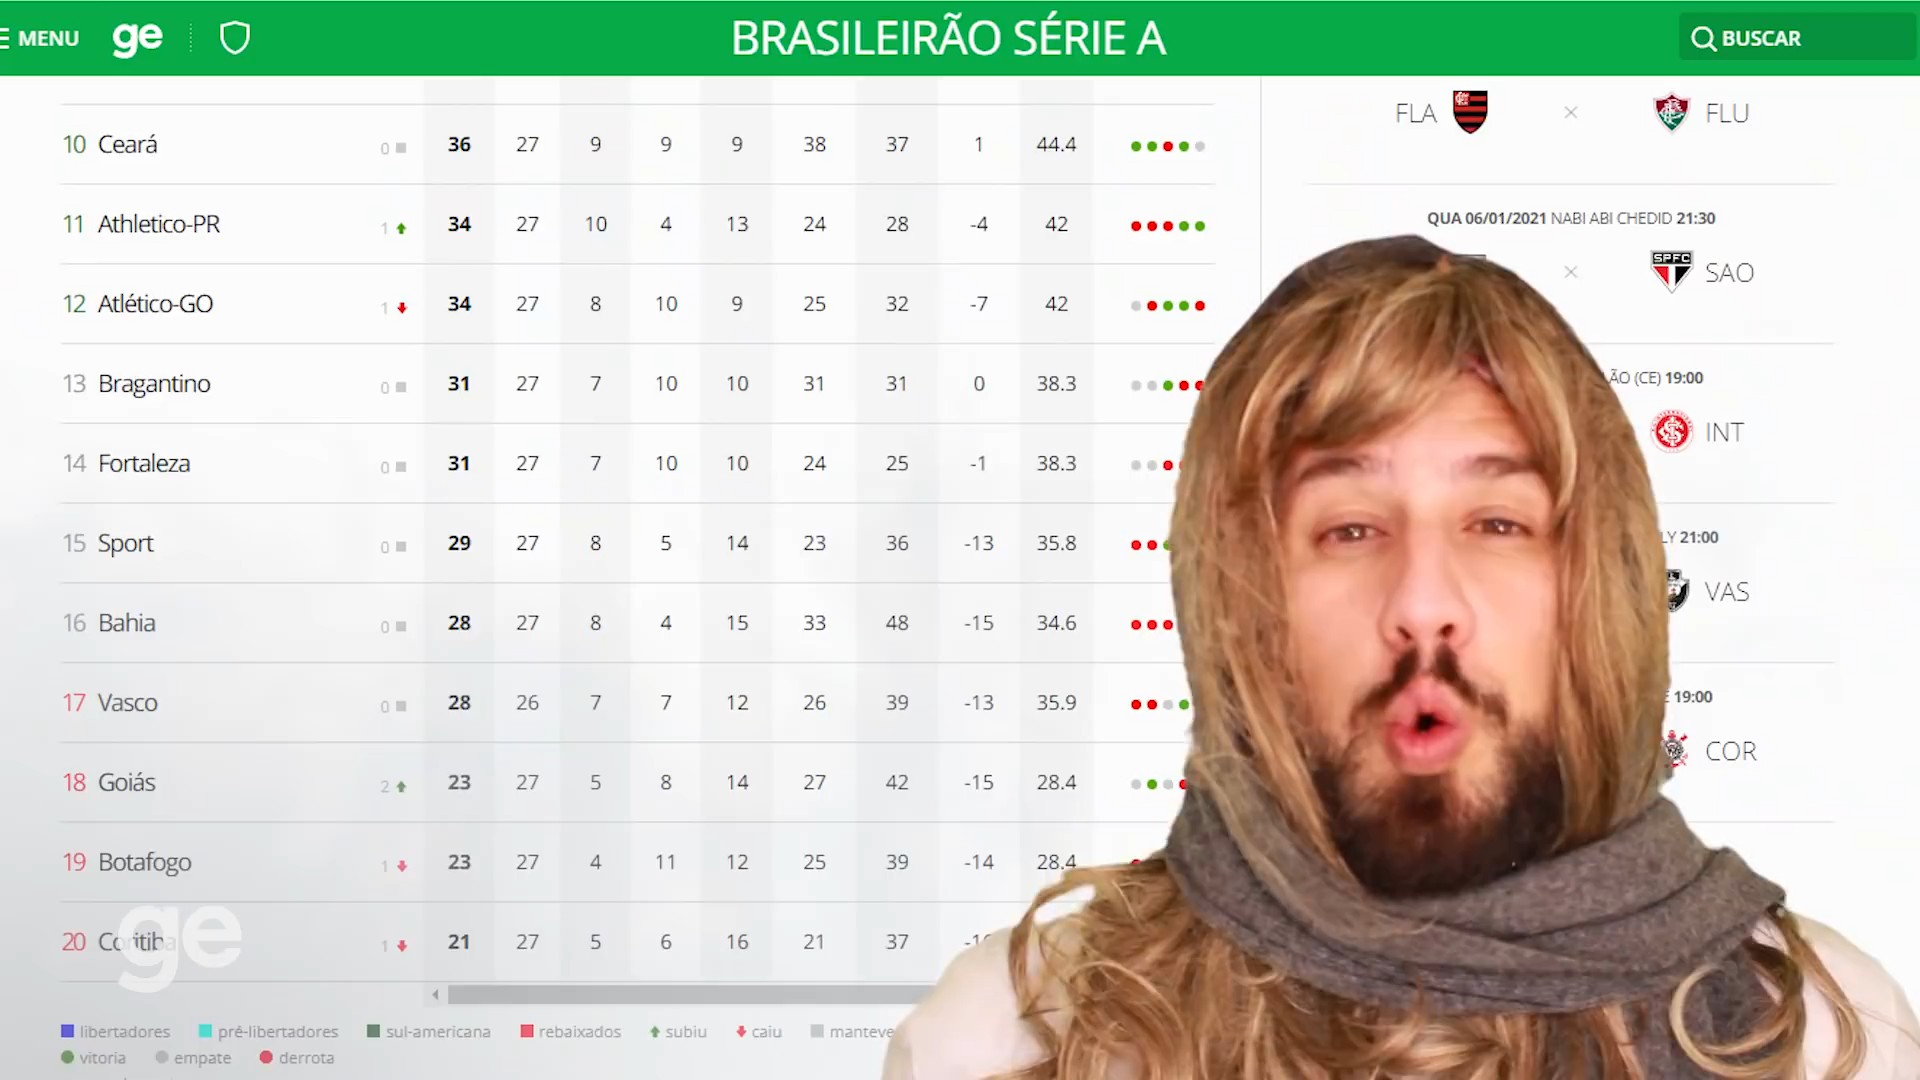 MENU ge BRASILEIRÃO SÉRIE A BUSCAR
10 Ceará 0 36 27 9 9 9 38 37 1 44.4
11 Athletico-PR 1 34 27 10 4 13 24 28 -4 42
12 Atlético-GO 1 34 27 8 10 9 25 32 -7 42
13 Bragantino 0 31 27 7 10 10 31 31 0 38.3
14 Fortaleza 0 31 27 7 10 10 24 25 -1 38.3
15 Sport 0 29 27 8 5 14 23 36 -13 35.8
16 Bahia 0 28 27 8 4 15 33 48 -15 34.6
17 Vasco 0 28 26 7 7 12 26 39 -13 35.9
18 Goiás 2 23 27 5 8 14 27 42 -15 28.4
19 Botafogo 1 23 27 4 11 12 25 39 -14 28.4
20 Coritiba 1 21 27 5 6 16 21 37
ge
libertadores pré-libertadores sul-americana rebaixados subiu caiu manteve
vitoria empate derrota
FLA × FLU
QUA 06/01/2021 NABI ABI CHEDID 21:30
× SPFC SAO
(CE) 19:00
INT
21:00
VAS
19:00
COR